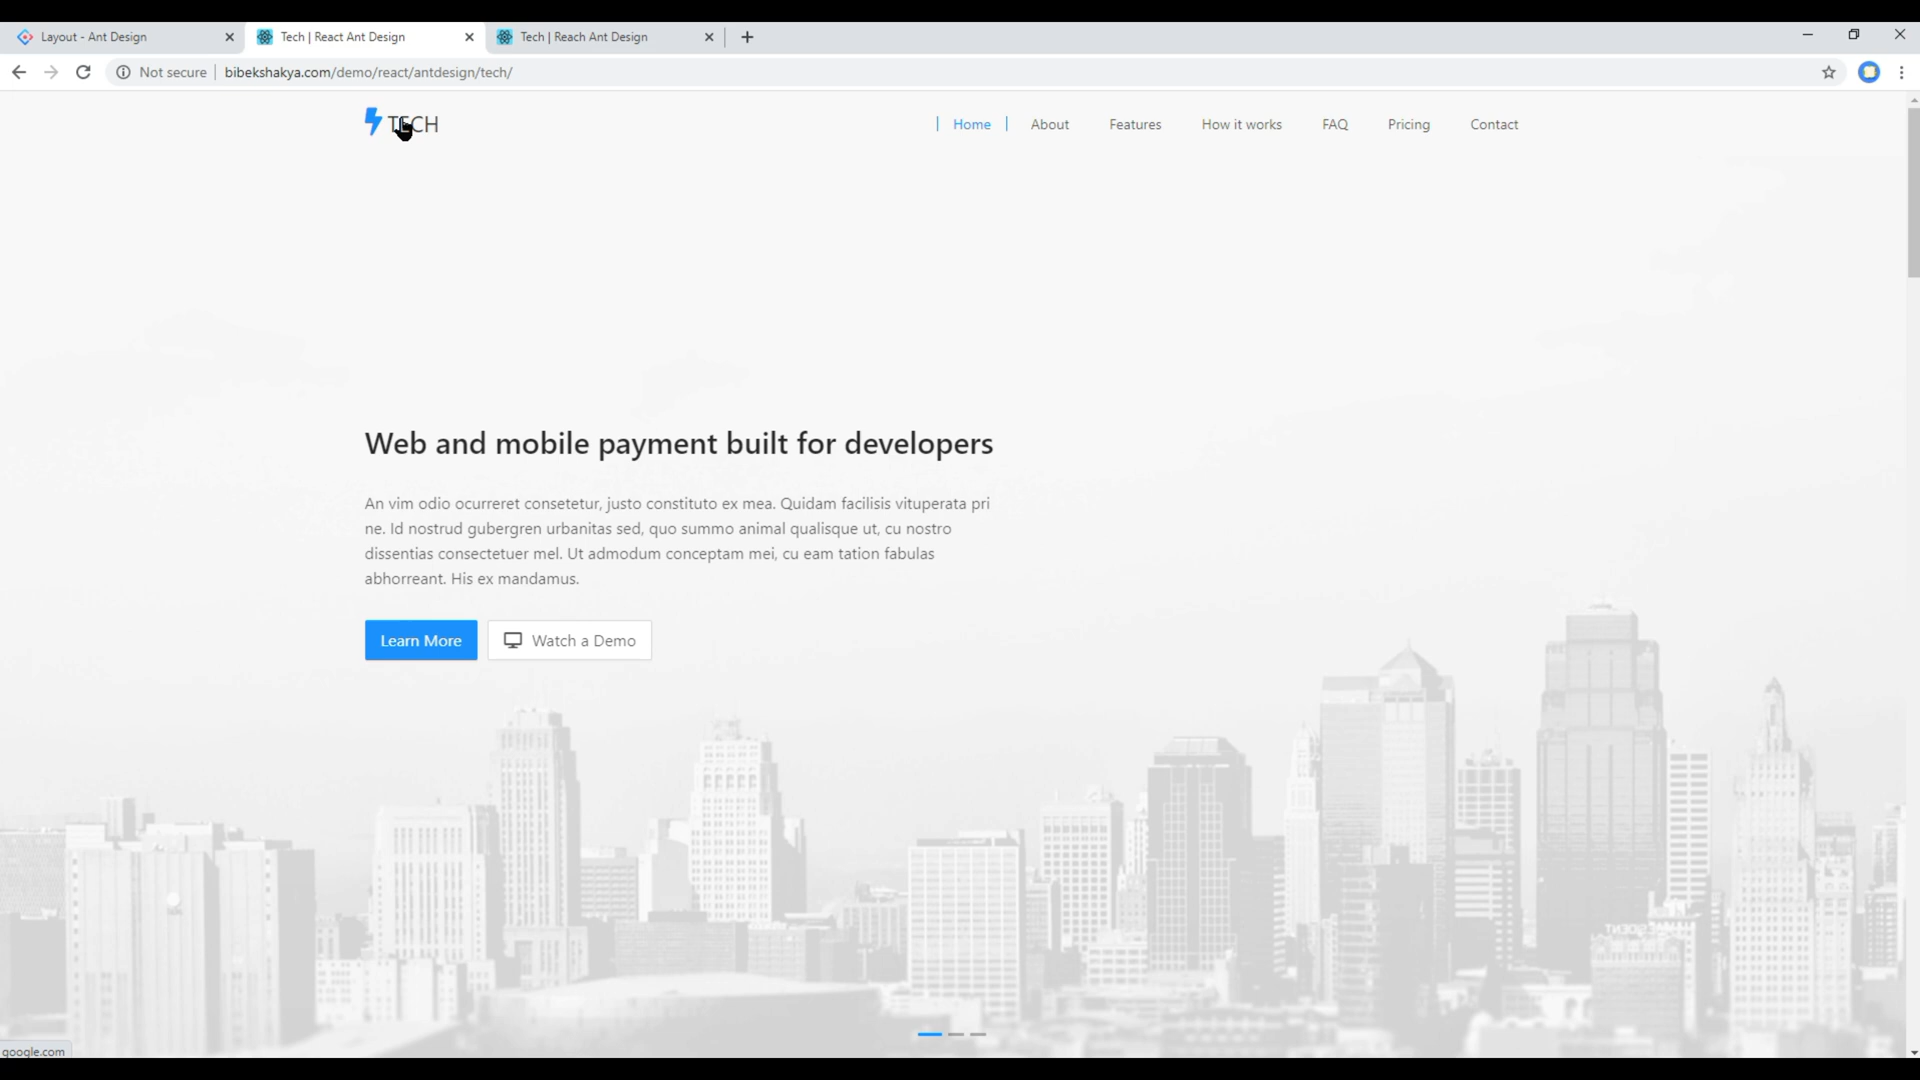 Layout - Ant Design
Tech | React Ant Design
Tech | Reach Ant Design
Not secure
bibekshakya.com/demo/react/antdesign/tech/
TECH
Home
About
Features
How it works
FAQ
Pricing
Contact
Web and mobile payment built for developers
An vim odio ocurreret consetetur, justo constituto ex mea. Quidam facilisis vituperata pri
ne. Id nostrud gubergren urbanitas sed, quo summo animal qualisque ut, cu nostro
dissentias consectetuer mel. Ut admodum conceptam mei, cu eam tation fabulas
abhorreant. His ex mandamus.
Learn More
Watch a Demo
google.com